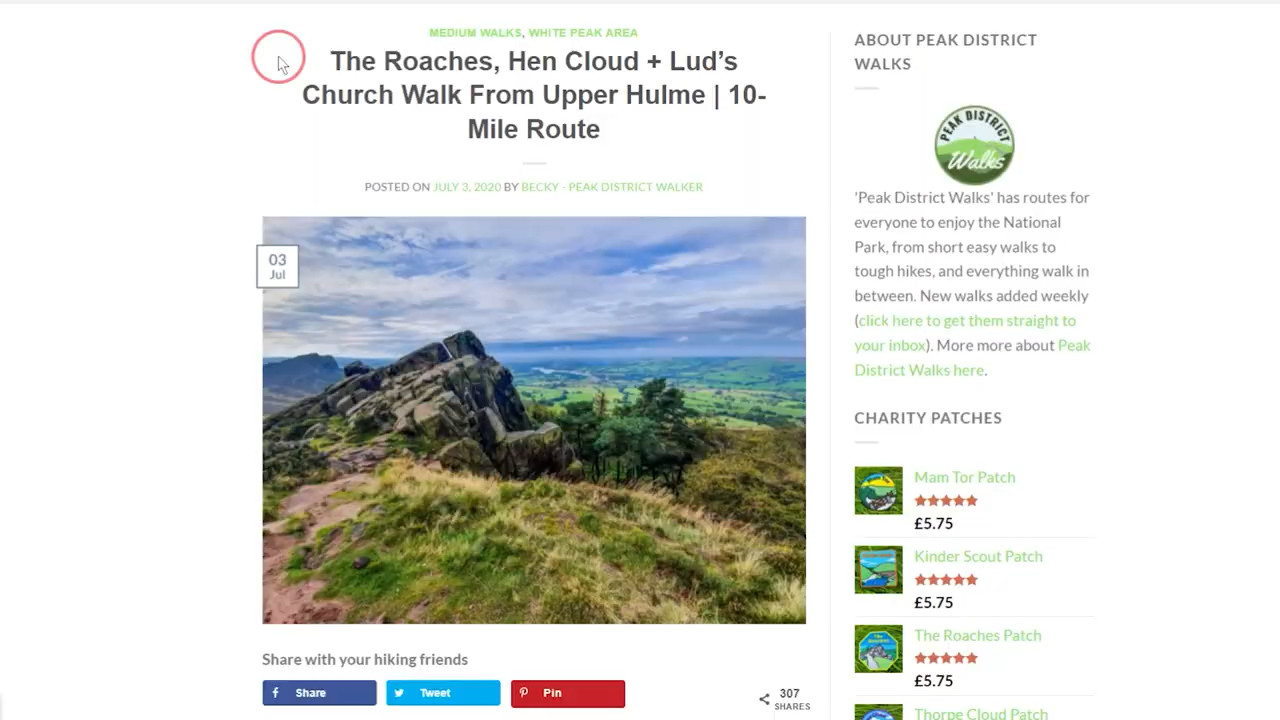 MEDIUM WALKS, WHITE PEAK AREA
The Roaches, Hen Cloud + Lud's
Church Walk From Upper Hulme | 10-
Mile Route
POSTED ON JULY 3, 2020 BY BECKY - PEAK DISTRICT WALKER
03
Jul
Share with your hiking friends
Share
Tweet
Pin
307
SHARES
ABOUT PEAK DISTRICT
WALKS
PEAK DISTRICT
Walks
'Peak District Walks' has routes for
everyone to enjoy the National
Park, from short easy walks to
tough hikes, and everything walk in
between. New walks added weekly
(click here to get them straight to
your inbox). More more about Peak
District Walks here.
CHARITY PATCHES
Mam Tor Patch
£5.75
Kinder Scout Patch
£5.75
The Roaches Patch
£5.75
Thorpe Cloud Patch